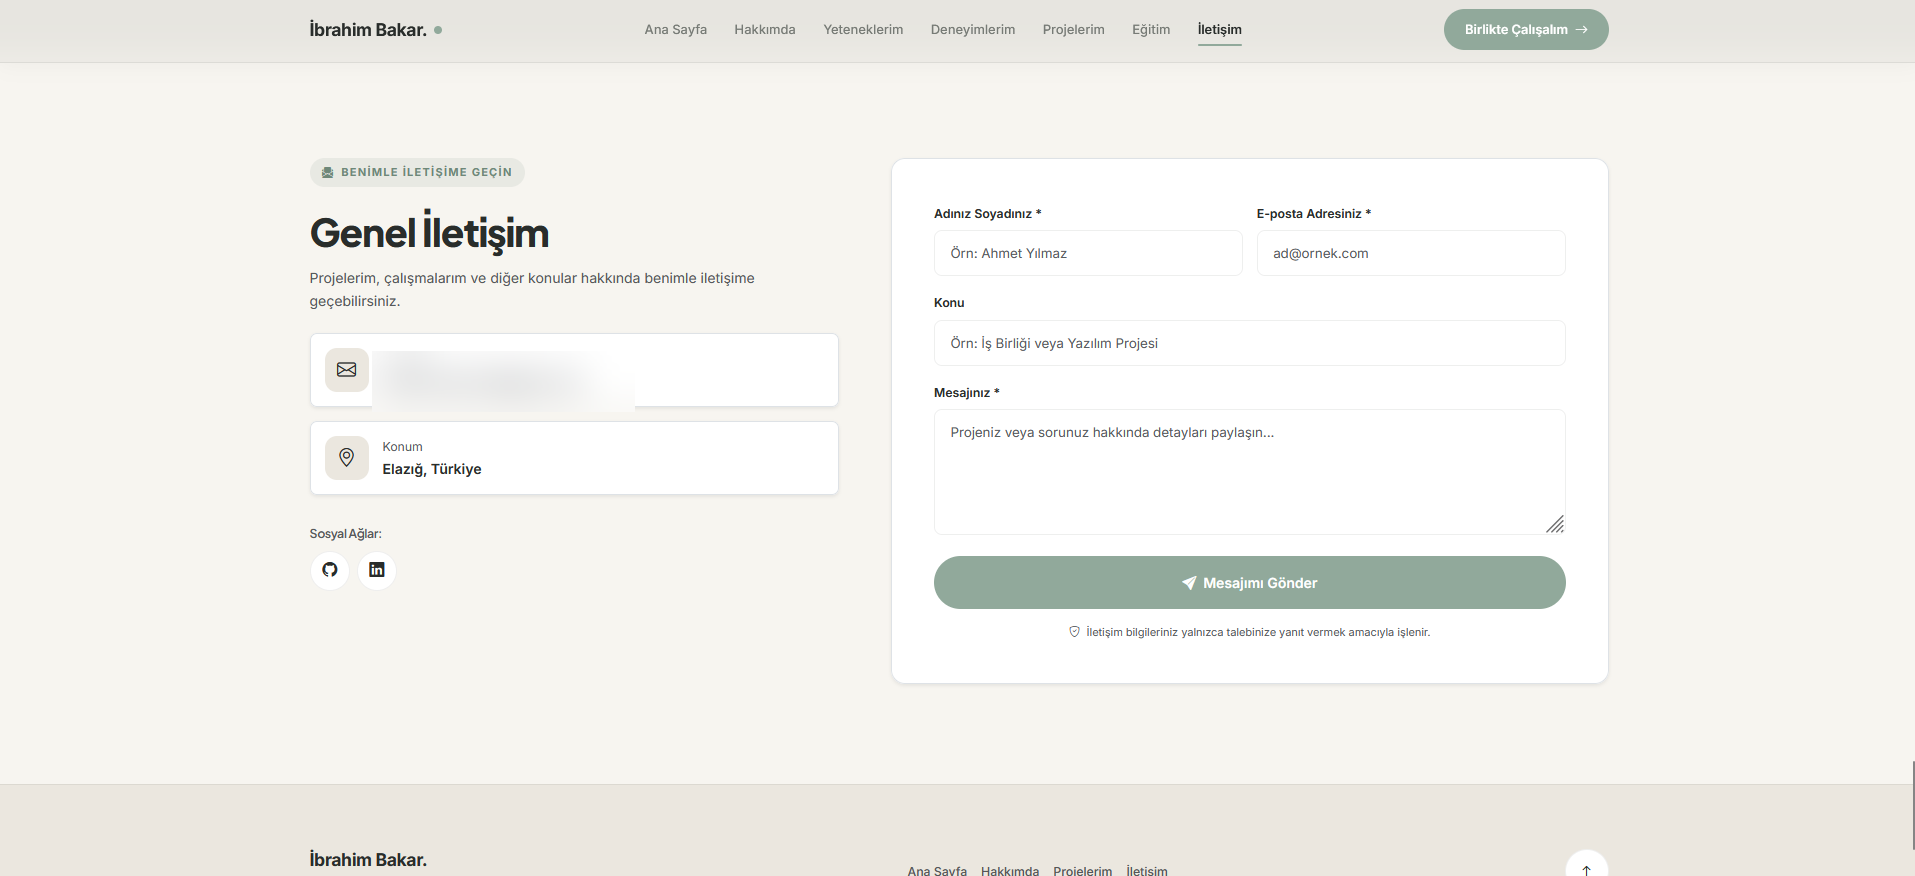 İbrahim Bakar.
Ana Sayfa Hakkımda Yeteneklerim Deneyimlerim Projelerim Eğitim İletişim
Birlikte Çalışalım →
BENİMLE İLETİŞİME GEÇİN
Genel İletişim
Projelerim, çalışmalarım ve diğer konular hakkında benimle iletişime
geçebilirsiniz.
Konum
Elazığ, Türkiye
Sosyal Ağlar:
Adınız Soyadınız *
Örn: Ahmet Yılmaz
E-posta Adresiniz *
ad@ornek.com
Konu
Örn: İş Birliği veya Yazılım Projesi
Mesajınız *
Projeniz veya sorunuz hakkında detayları paylaşın...
Mesajımı Gönder
İletişim bilgileriniz yalnızca talebinize yanıt vermek amacıyla işlenir.
İbrahim Bakar.
Ana Sayfa Hakkımda Projelerim İletişim